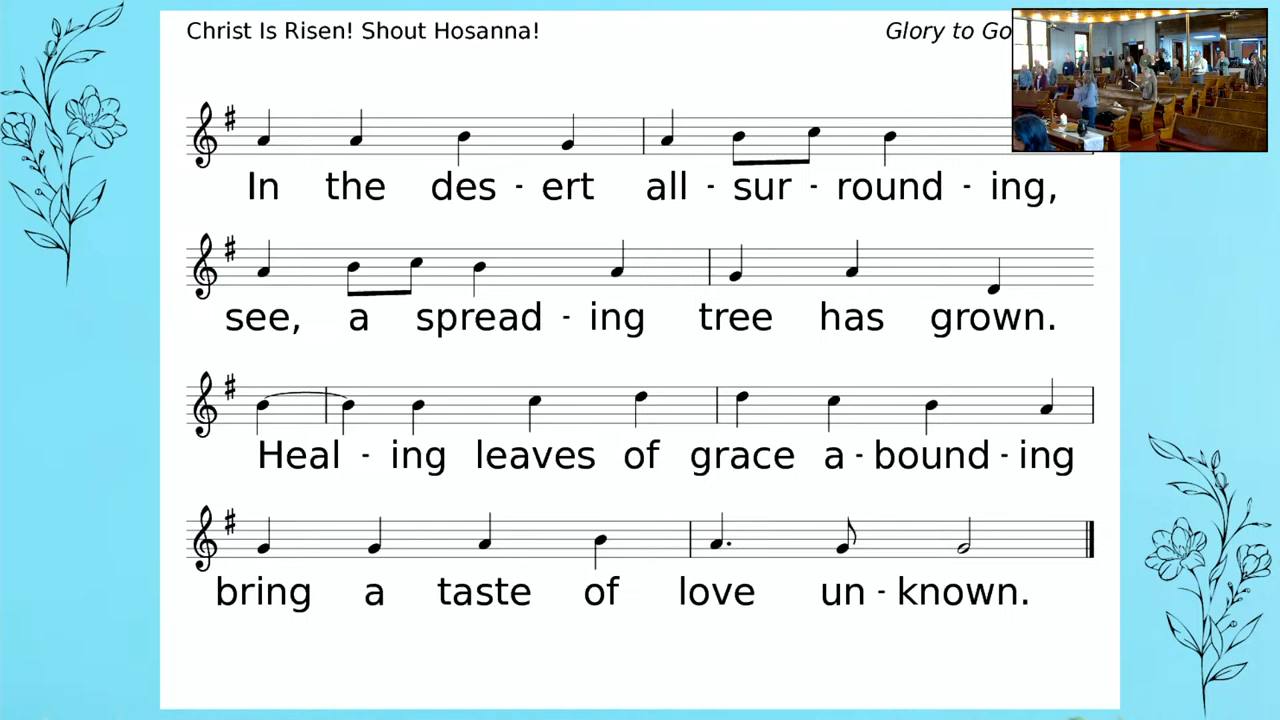 Christ Is Risen! Shout Hosanna!
Glory to Go
In the des - ert all - sur - round - ing,
see, a spread - ing tree has grown.
Heal - ing leaves of grace a - bound - ing
bring a taste of love un - known.